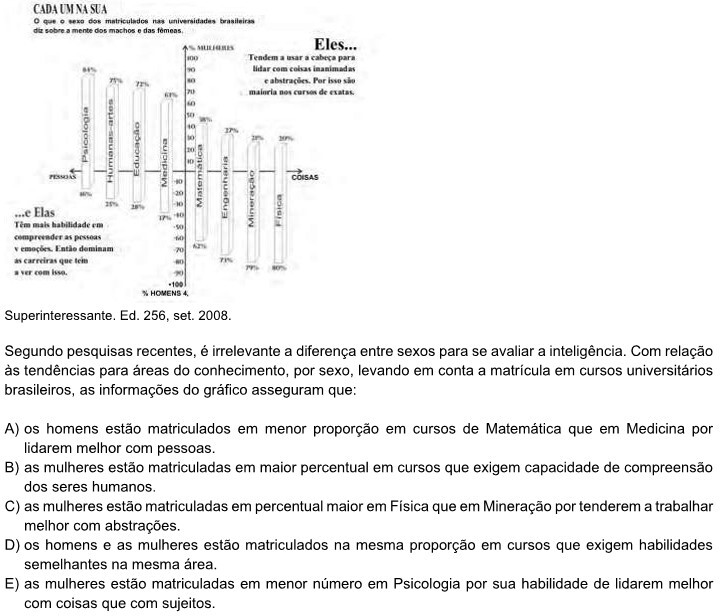 CADA UM NA SUA
O que o sexo dos matriculados nas universidades brasileiras
diz sobre a mente dos machos e das fêmeas.
% MULHERES
Eles...
Tendem a usar a cabeça para
lidar com coisas inanimadas
e abstrações. Por isso são
maioria nos cursos de exatas.
100
90
80
70
60
50
40
30
20
10
84%
75%
72%
63%
38%
27%
21%
20%
Psicologia
Humanas-artes
Educação
Medicina
Matemática
Engenharia
Mineração
Física
PESSOAS
COISAS
16%
25%
28%
37%
62%
73%
79%
80%
-10
-20
-30
-40
-50
-60
-70
-80
-90
-100
% HOMENS 4,
...e Elas
Têm mais habilidade em
compreender as pessoas
v emoções. Então dominam
as carreiras que tem
a ver com isso.
Superinteressante. Ed. 256, set. 2008.
Segundo pesquisas recentes, é irrelevante a diferença entre sexos para se avaliar a inteligência. Com relação
às tendências para áreas do conhecimento, por sexo, levando em conta a matrícula em cursos universitários
brasileiros, as informações do gráfico asseguram que:
A) os homens estão matriculados em menor proporção em cursos de Matemática que em Medicina por
lidarem melhor com pessoas.
B) as mulheres estão matriculadas em maior percentual em cursos que exigem capacidade de compreensão
dos seres humanos.
C) as mulheres estão matriculadas em percentual maior em Física que em Mineração por tenderem a trabalhar
melhor com abstrações.
D) os homens e as mulheres estão matriculados na mesma proporção em cursos que exigem habilidades
semelhantes na mesma área.
E) as mulheres estão matriculadas em menor número em Psicologia por sua habilidade de lidarem melhor
com coisas que com sujeitos.